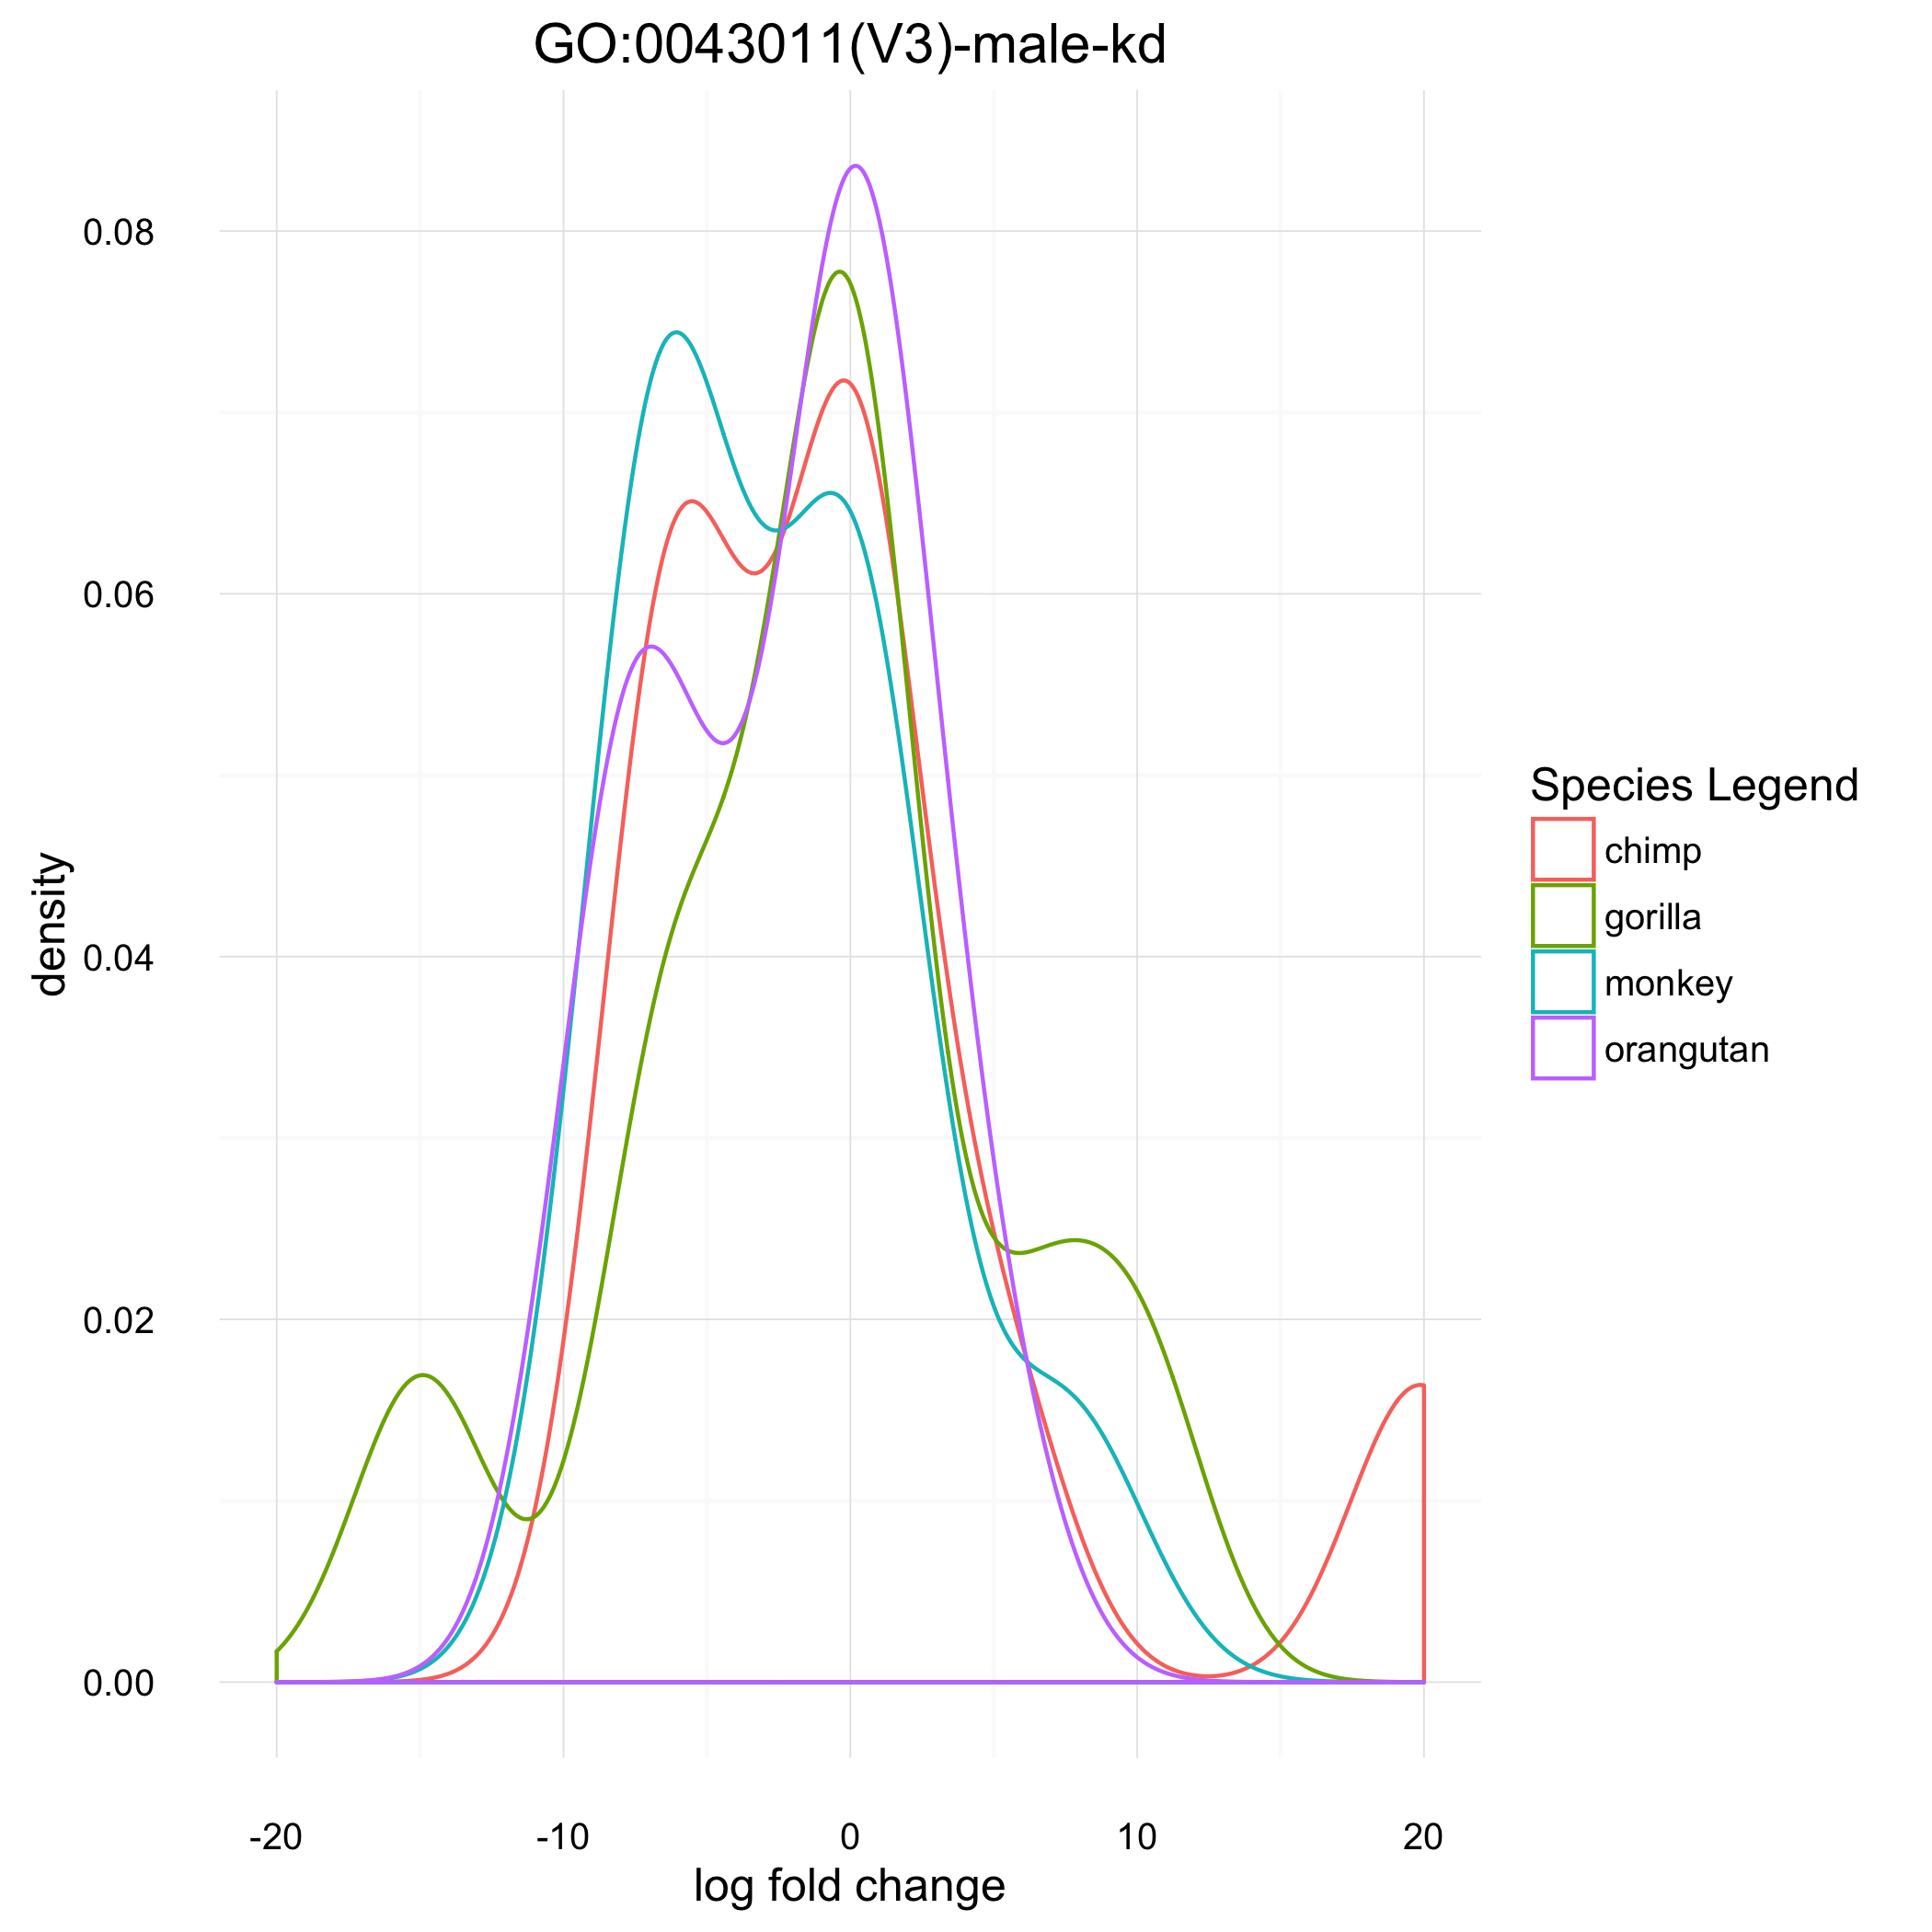 GO:0043011(V3)-male-kd
density
0.08
0.06
0.04
0.02
0.00
-20
-10
0
10
20
log fold change
Species Legend
chimp
gorilla
monkey
orangutan